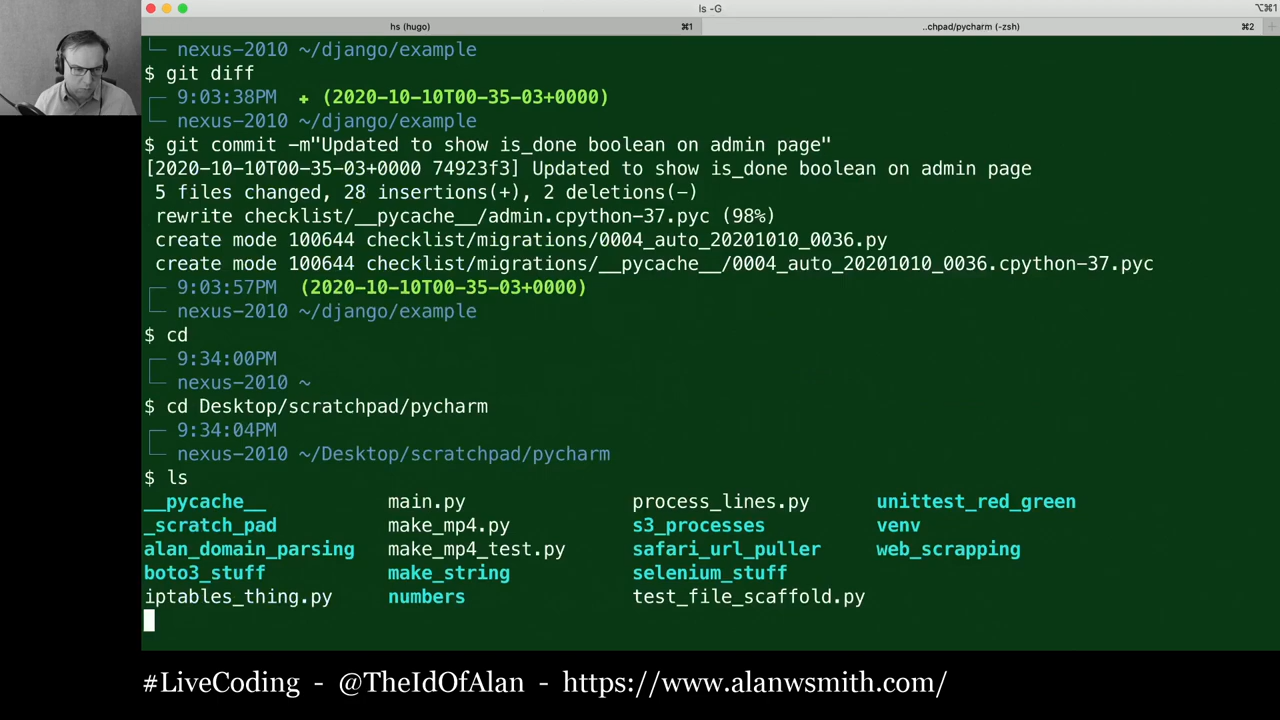 ls -G
⌥⌘1
hs (hugo)
⌘1
..chpad/pycharm (-zsh)
⌘2
+
nexus-2010 ~/django/example
$ git diff
9:03:38PM + (2020-10-10T00-35-03+0000)
nexus-2010 ~/django/example
$ git commit -m"Updated to show is_done boolean on admin page"
[2020-10-10T00-35-03+0000 74923f3] Updated to show is_done boolean on admin page
5 files changed, 28 insertions(+), 2 deletions(-)
rewrite checklist/__pycache__/admin.cpython-37.pyc (98%)
create mode 100644 checklist/migrations/0004_auto_20201010_0036.py
create mode 100644 checklist/migrations/__pycache__/0004_auto_20201010_0036.cpython-37.pyc
9:03:57PM (2020-10-10T00-35-03+0000)
nexus-2010 ~/django/example
$ cd
9:34:00PM
nexus-2010 ~
$ cd Desktop/scratchpad/pycharm
9:34:04PM
nexus-2010 ~/Desktop/scratchpad/pycharm
$ ls
__pycache__ main.py process_lines.py unittest_red_green
_scratch_pad make_mp4.py s3_processes venv
alan_domain_parsing make_mp4_test.py safari_url_puller web_scrapping
boto3_stuff make_string selenium_stuff
iptables_thing.py numbers test_file_scaffold.py
#LiveCoding - @TheIdOfAlan - https://www.alanwsmith.com/